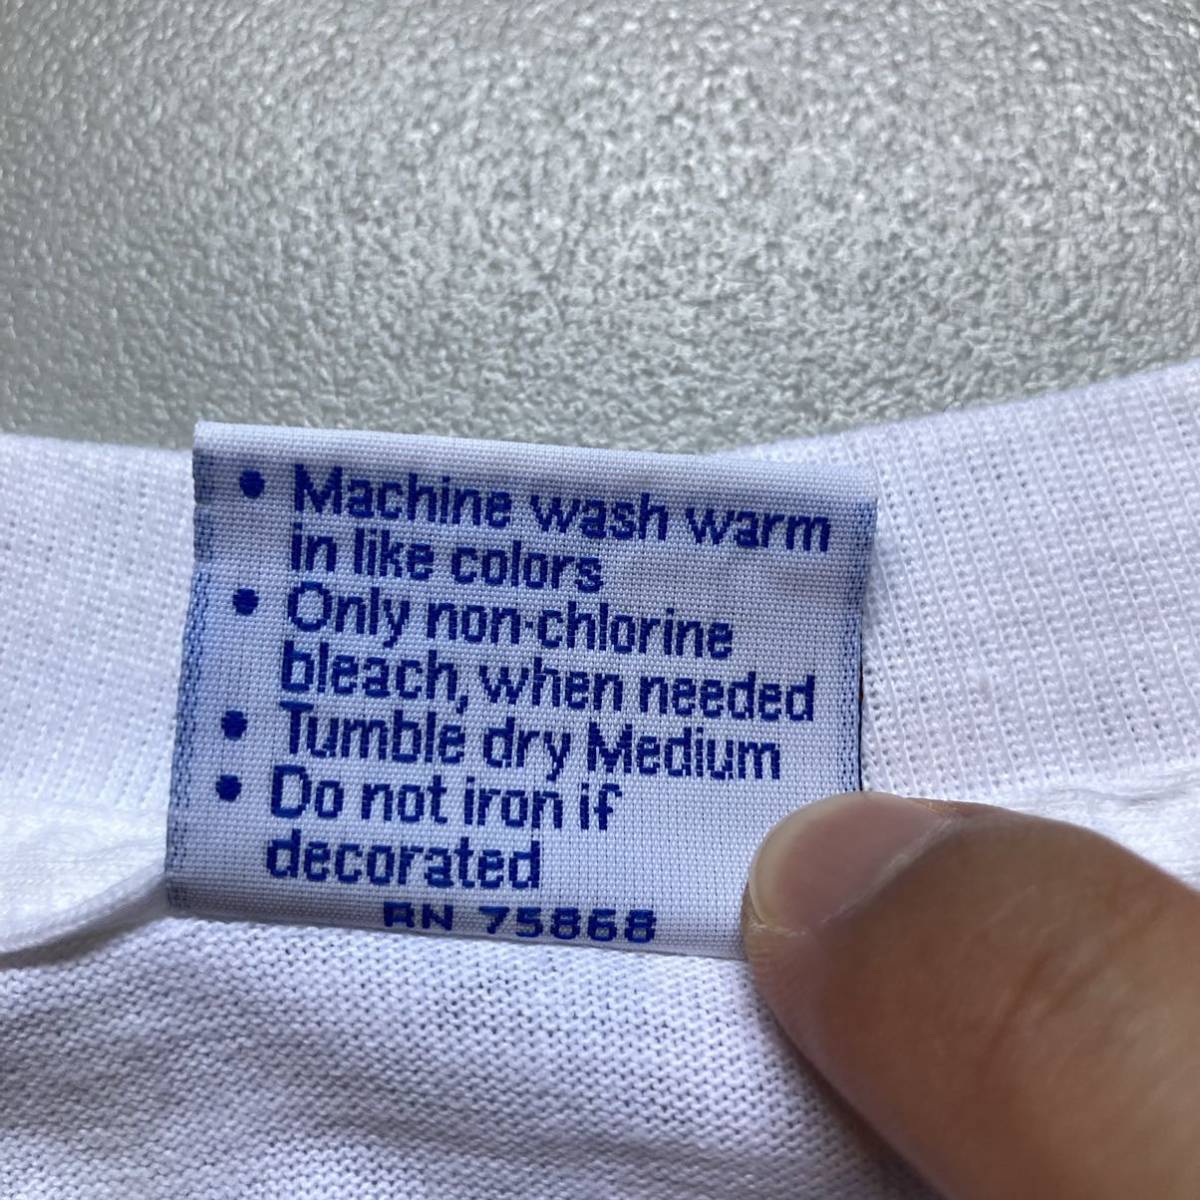 • Machine wash warm
in like colors
• Only non-chlorine
bleach, when needed
• Tumble dry Medium
• Do not iron if
decorated
RN 75868